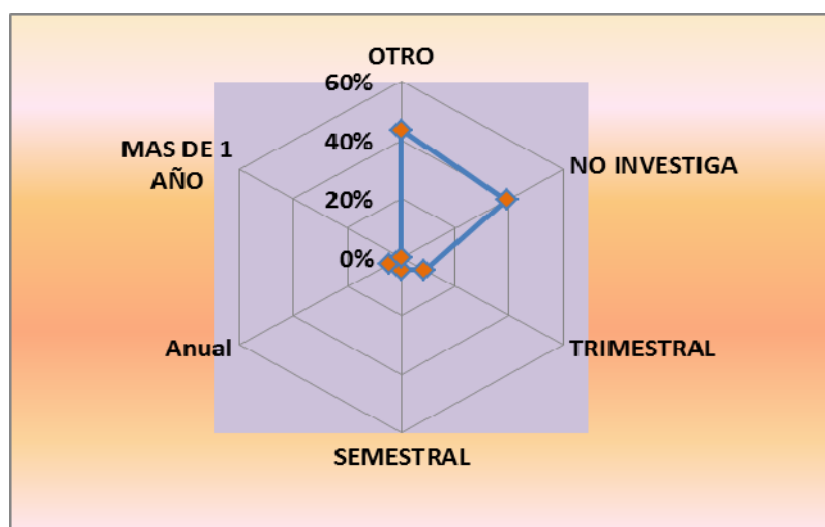 OTRO
60%
MAS DE 1
AÑO
40%
NO INVESTIGA
20%
0%
Anual
TRIMESTRAL
SEMESTRAL